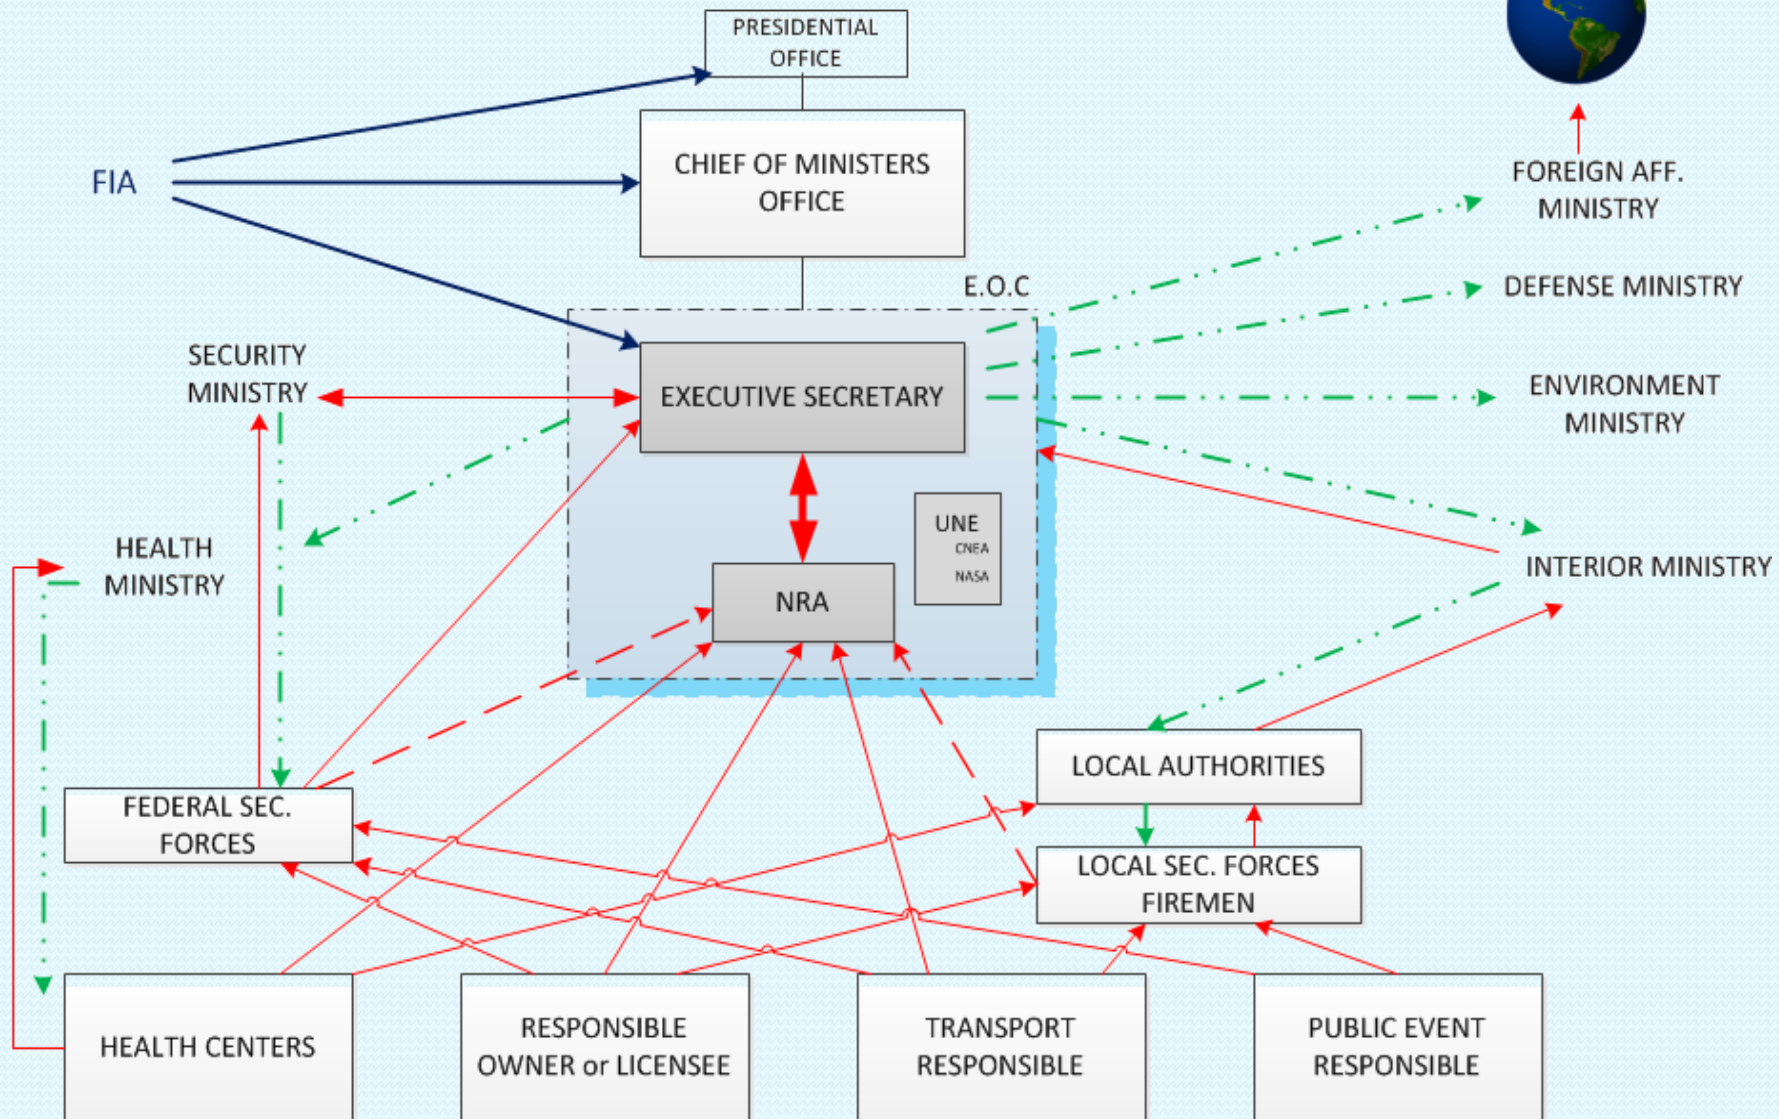 PRESIDENTIAL
OFFICE
CHIEF OF MINISTERS
OFFICE
FIA
FOREIGN AFF.
MINISTRY
E.O.C
DEFENSE MINISTRY
SECURITY
MINISTRY
EXECUTIVE SECRETARY
ENVIRONMENT
MINISTRY
UNE
CNEA
NASA
HEALTH
MINISTRY
INTERIOR MINISTRY
NRA
LOCAL AUTHORITIES
FEDERAL SEC.
FORCES
LOCAL SEC. FORCES
FIREMEN
HEALTH CENTERS
RESPONSIBLE
OWNER or LICENSEE
TRANSPORT
RESPONSIBLE
PUBLIC EVENT
RESPONSIBLE